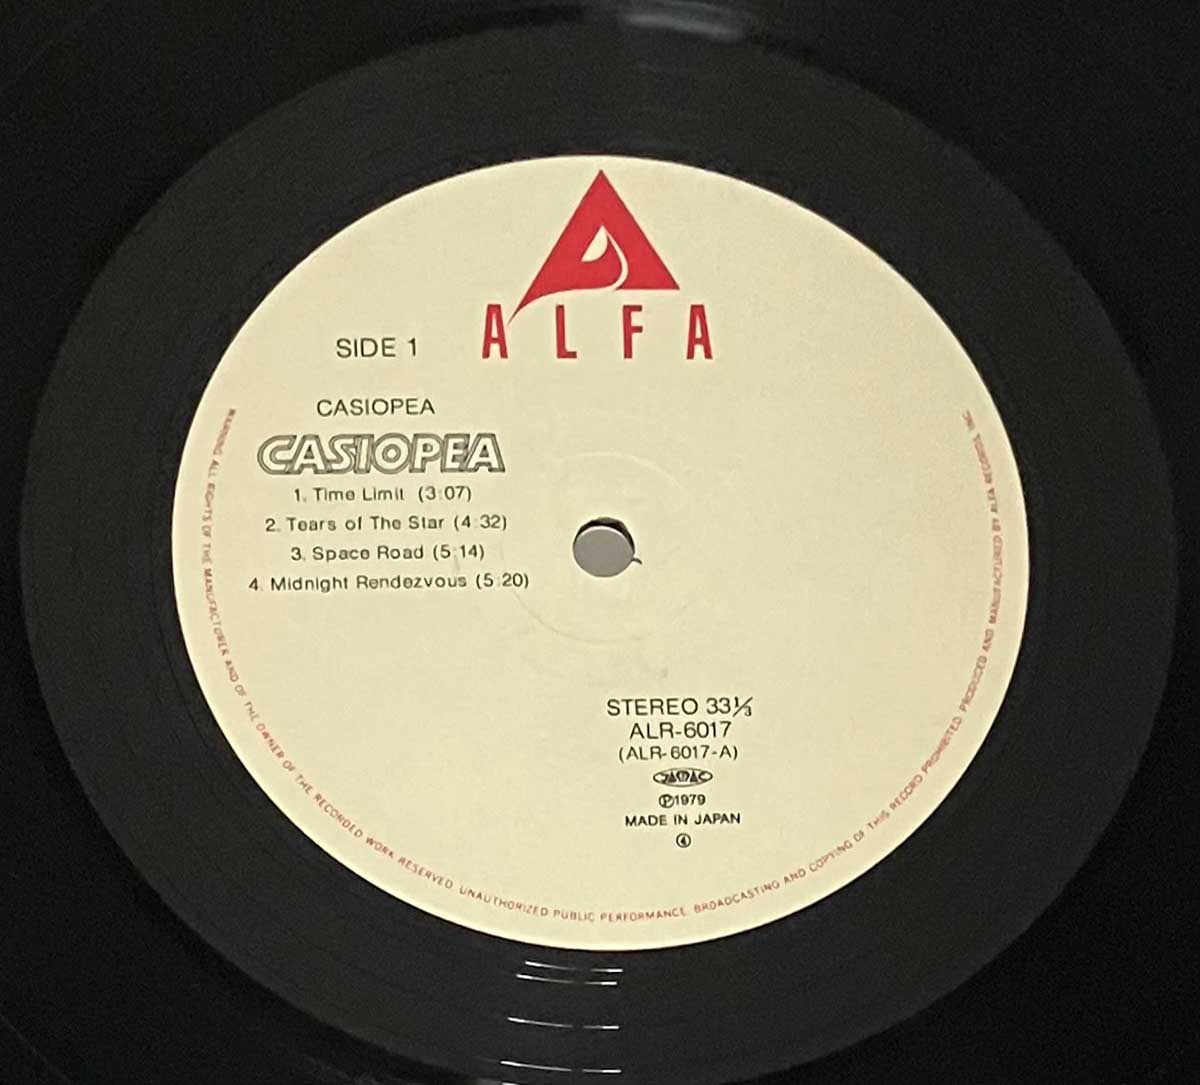 ALFA
SIDE 1
CASIOPEA
CASIOPEA
1. Time Limit (3:07)
2. Tears of The Star (4:32)
3. Space Road (5:14)
4. Midnight Rendezvous (5:20)
STEREO 33⅓
ALR-6017
(ALR-6017-A)
℗1979
MADE IN JAPAN
④
WARNING ALL RIGHTS OF THE MANUFACTURER AND OF THE OWNER OF THE RECORDED WORK RESERVED. UNAUTHORIZED PUBLIC PERFORMANCE. BROADCASTING AND COPYING OF THIS RECORD PROHIBITED. PRODUCED AND MANUFACTURED BY ALFA RECORDS, INC.